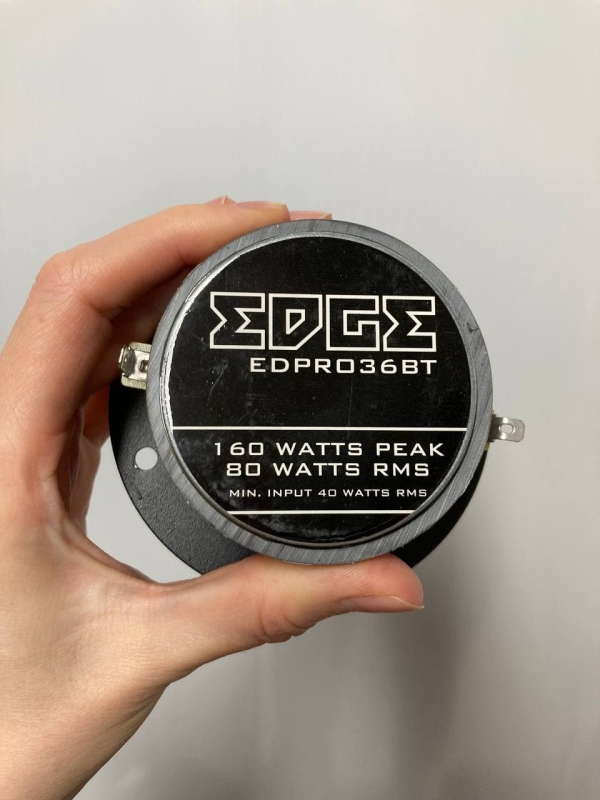 EDGE
EDPRO36BT
160 WATTS PEAK
80 WATTS RMS
MIN. INPUT 40 WATTS RMS